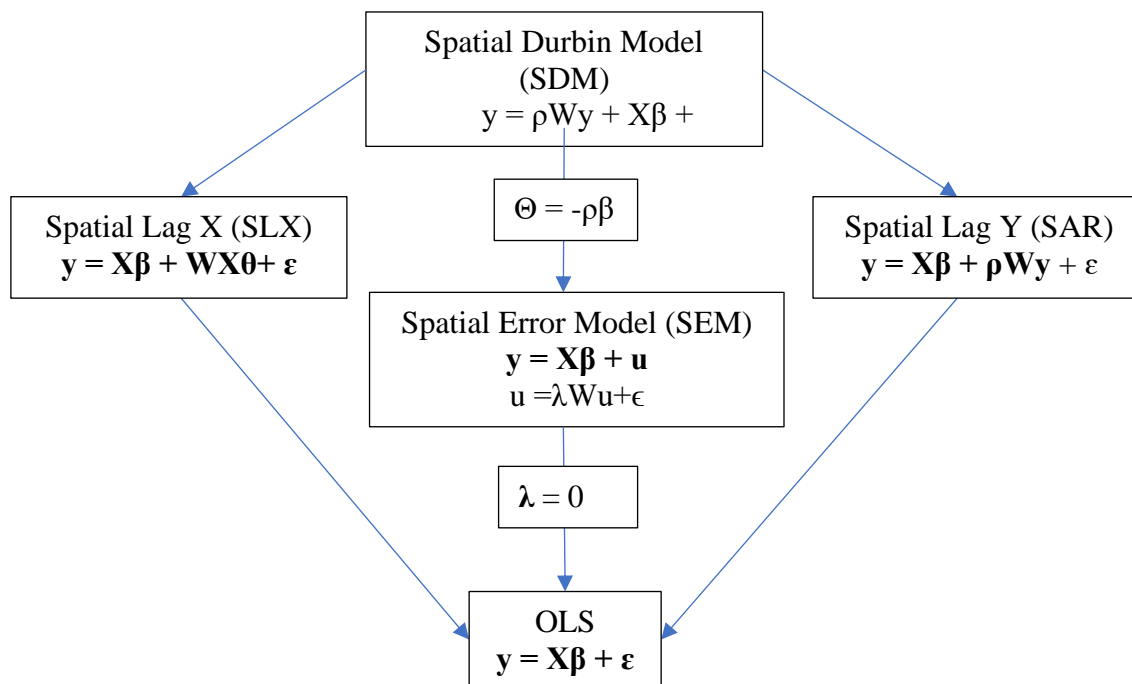 Spatial Durbin Model
(SDM)
y = ρWy + Xβ +
Θ = -ρβ
Spatial Lag X (SLX)
y = Xβ + WXθ+ ε
Spatial Lag Y (SAR)
y = Xβ + ρWy + ε
Spatial Error Model (SEM)
y = Xβ + u
u =λWu+ϵ
λ = 0
OLS
y = Xβ + ε